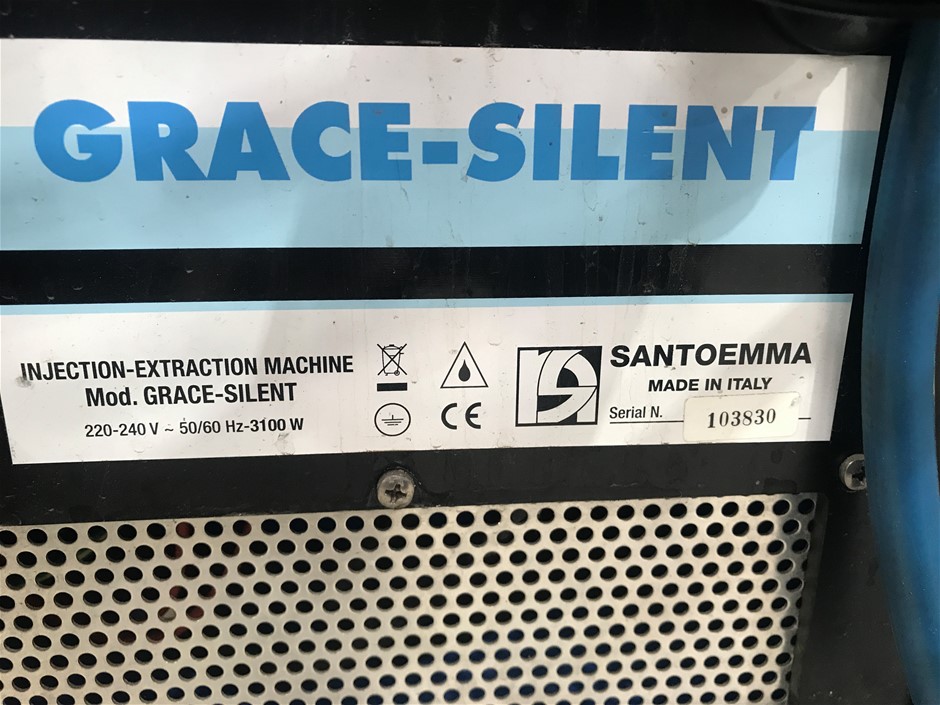 GRACE-SILENT
INJECTION-EXTRACTION MACHINE
Mod. GRACE-SILENT
220-240 V ~ 50/60 Hz-3100 W
CE
SANTOEMMA
MADE IN ITALY
Serial N. 103830